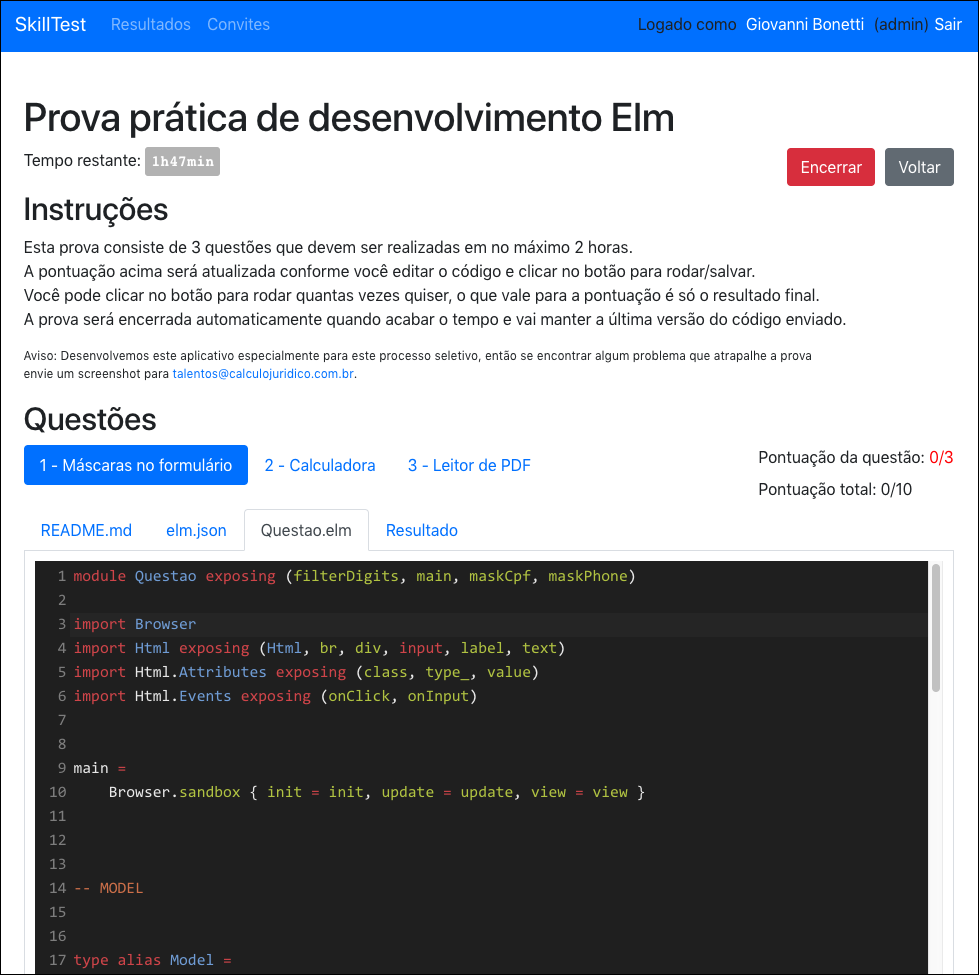 SkillTest Resultados Convites Logado como Giovanni Bonetti (admin) Sair
Prova prática de desenvolvimento Elm
Tempo restante: 1h47min
Encerrar Voltar
Instruções
Esta prova consiste de 3 questões que devem ser realizadas em no máximo 2 horas.
A pontuação acima será atualizada conforme você editar o código e clicar no botão para rodar/salvar.
Você pode clicar no botão para rodar quantas vezes quiser, o que vale para a pontuação é só o resultado final.
A prova será encerrada automaticamente quando acabar o tempo e vai manter a última versão do código enviado.
Aviso: Desenvolvemos este aplicativo especialmente para este processo seletivo, então se encontrar algum problema que atrapalhe a prova
envie um screenshot para talentos@calculojuridico.com.br.
Questões
1 - Máscaras no formulário 2 - Calculadora 3 - Leitor de PDF
Pontuação da questão: 0/3
Pontuação total: 0/10
README.md elm.json Questao.elm Resultado
1 module Questao exposing (filterDigits, main, maskCpf, maskPhone)
2
3 import Browser
4 import Html exposing (Html, br, div, input, label, text)
5 import Html.Attributes exposing (class, type_, value)
6 import Html.Events exposing (onClick, onInput)
7
8
9 main =
10     Browser.sandbox { init = init, update = update, view = view }
11
12
13
14 -- MODEL
15
16
17 type alias Model =